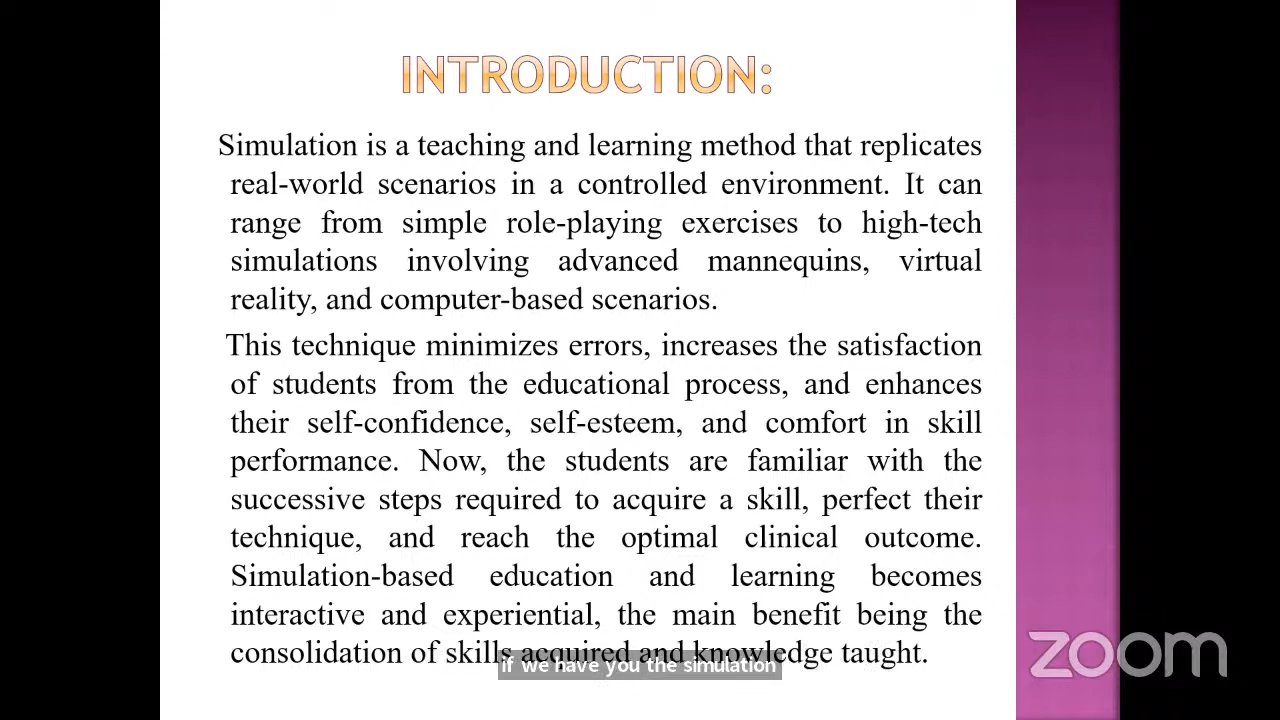 INTRODUCTION:
Simulation is a teaching and learning method that replicates
real-world scenarios in a controlled environment. It can
range from simple role-playing exercises to high-tech
simulations involving advanced mannequins, virtual
reality, and computer-based scenarios.
This technique minimizes errors, increases the satisfaction
of students from the educational process, and enhances
their self-confidence, self-esteem, and comfort in skill
performance. Now, the students are familiar with the
successive steps required to acquire a skill, perfect their
technique, and reach the optimal clinical outcome.
Simulation-based education and learning becomes
interactive and experiential, the main benefit being the
consolidation of skills acquired and knowledge taught.
if we have you the simulation
zoom